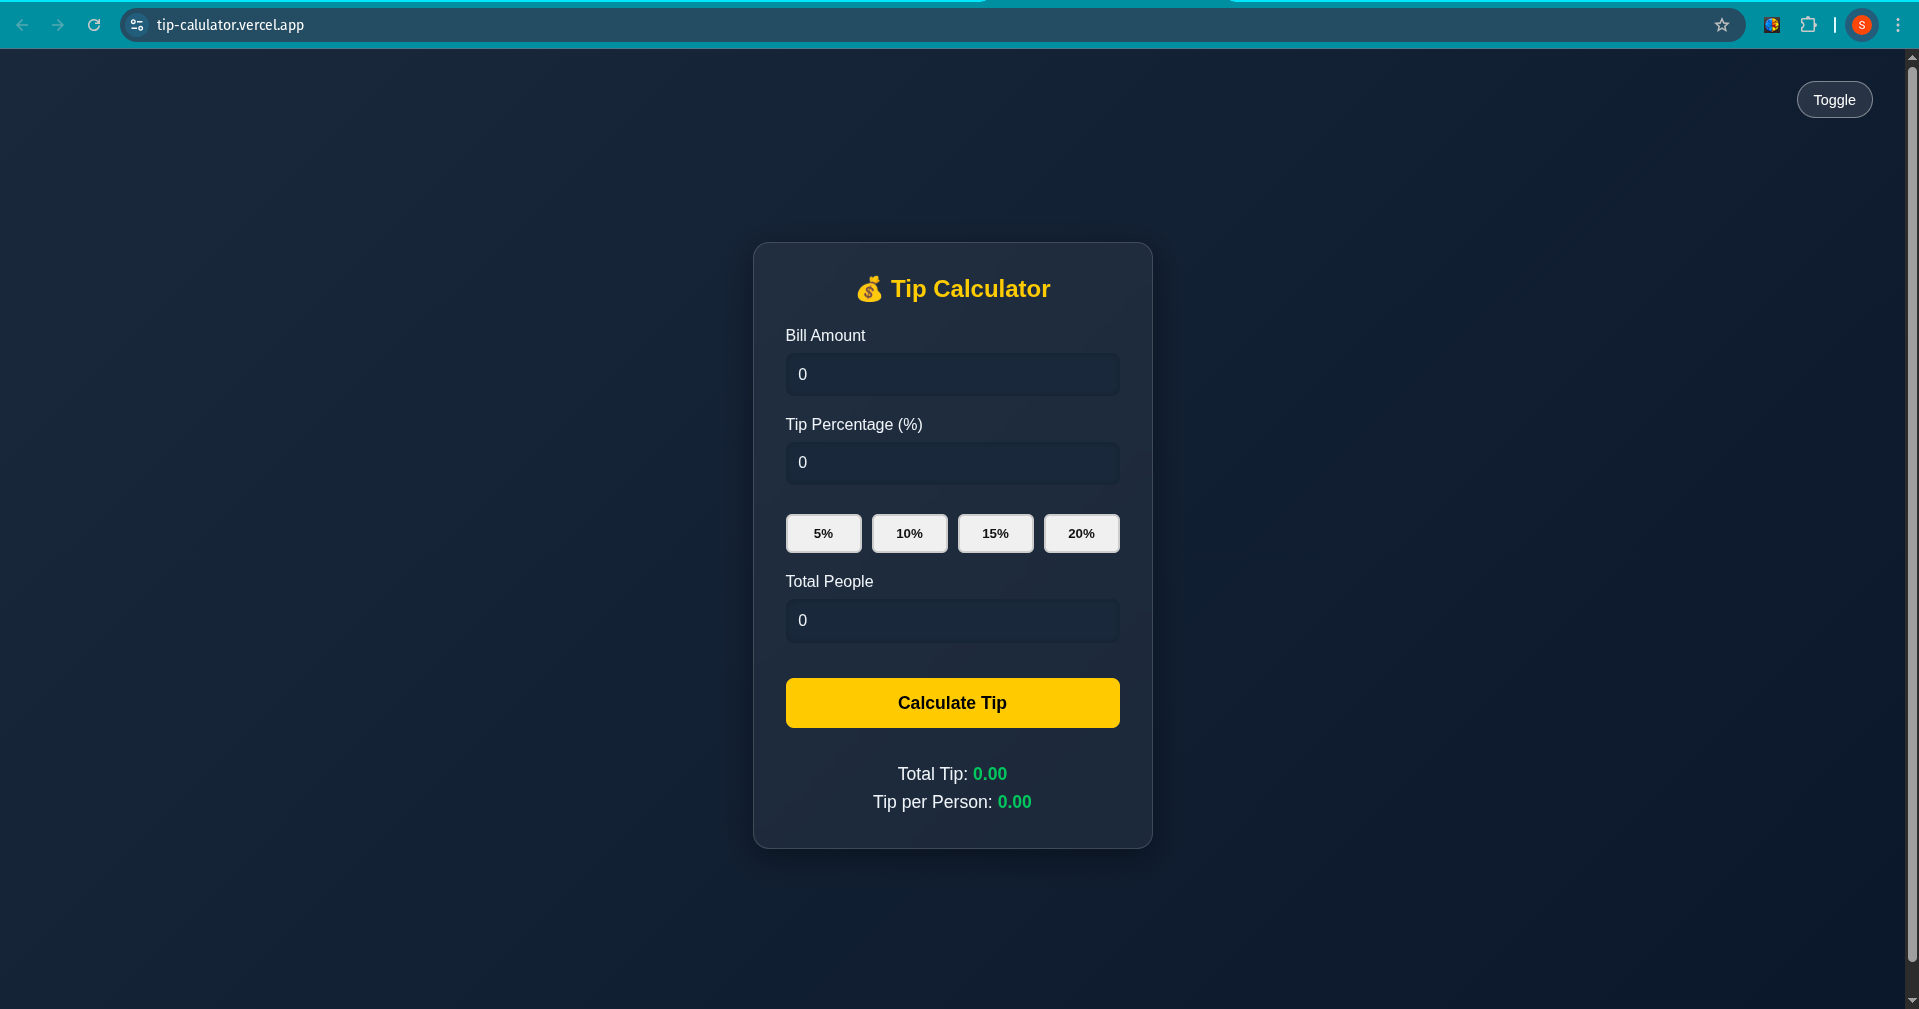 tip-calulator.vercel.app
S
Toggle
💰 Tip Calculator
Bill Amount
0
Tip Percentage (%)
0
5% 10% 15% 20%
Total People
0
Calculate Tip
Total Tip: 0.00
Tip per Person: 0.00